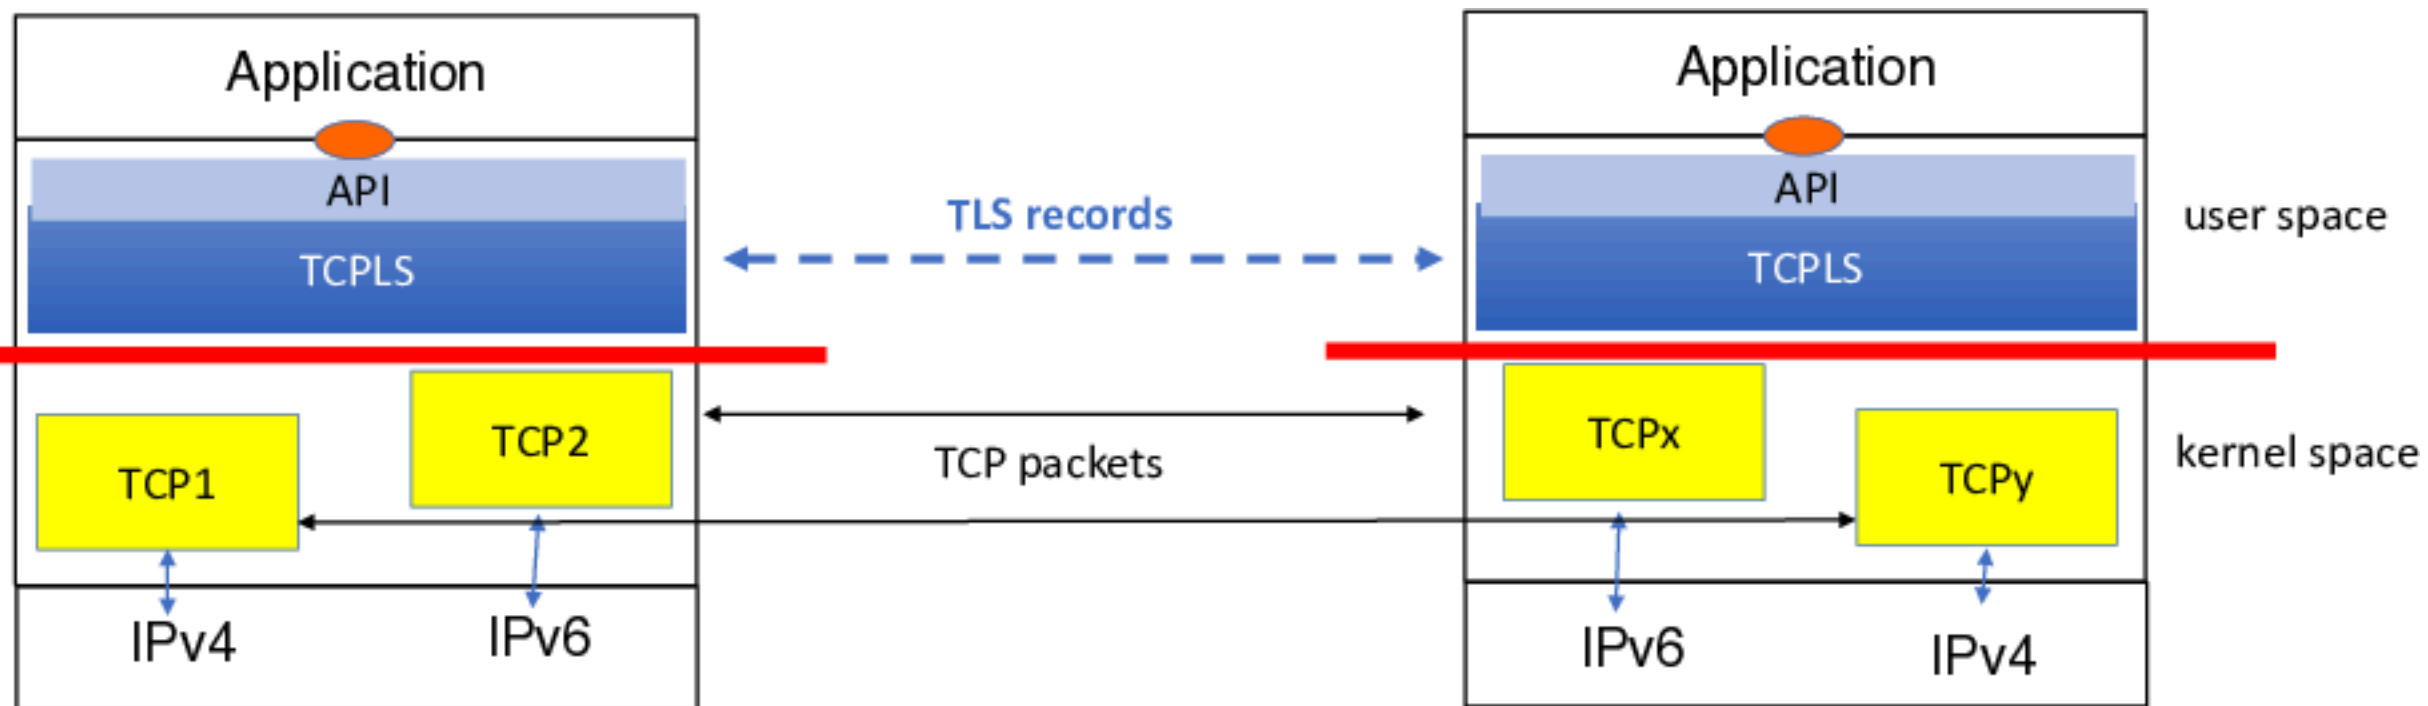 Application
API
TCPLS
TCP1
TCP2
IPv4
IPv6
TLS records
TCP packets
Application
API
TCPLS
TCPx
TCPy
IPv6
IPv4
user space
kernel space